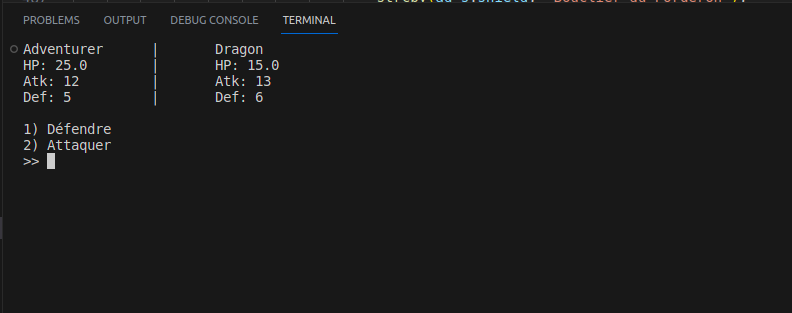 PROBLEMS OUTPUT DEBUG CONSOLE TERMINAL
Adventurer | Dragon
HP: 25.0 | HP: 15.0
Atk: 12 | Atk: 13
Def: 5 | Def: 6
1) Défendre
2) Attaquer
>>